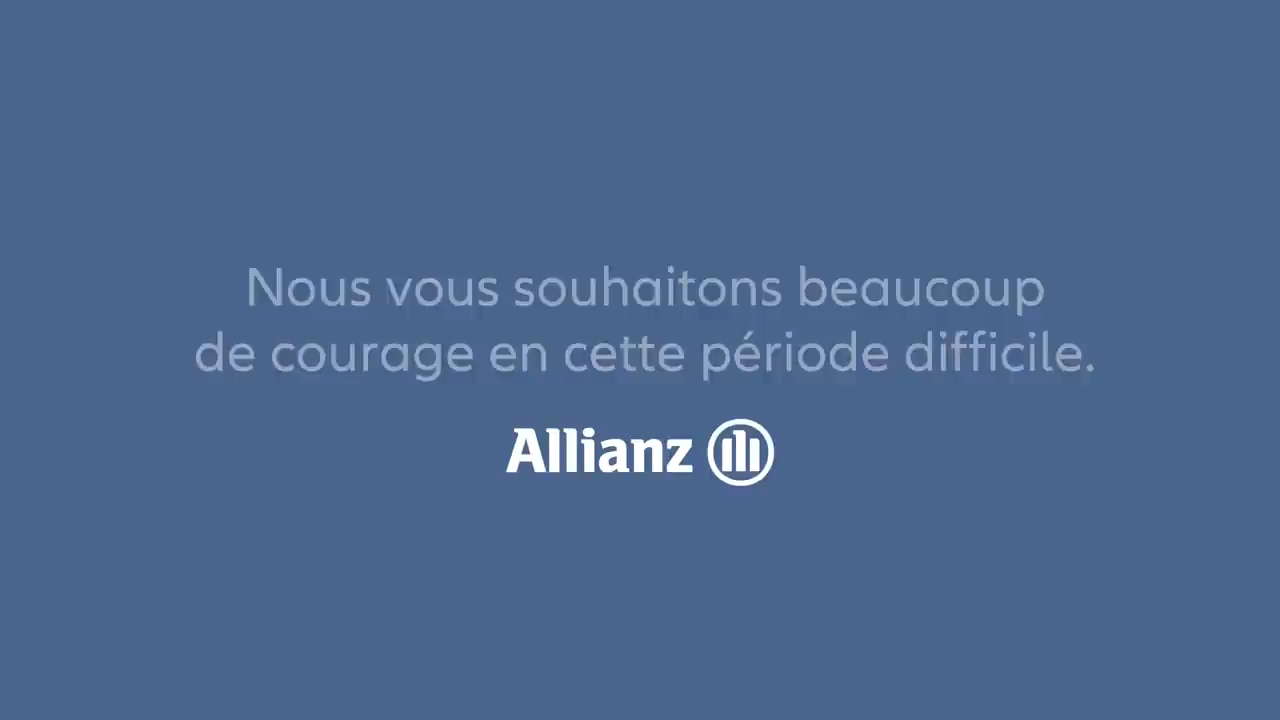 Nous vous souhaitons beaucoup
de courage en cette période difficile.
Allianz